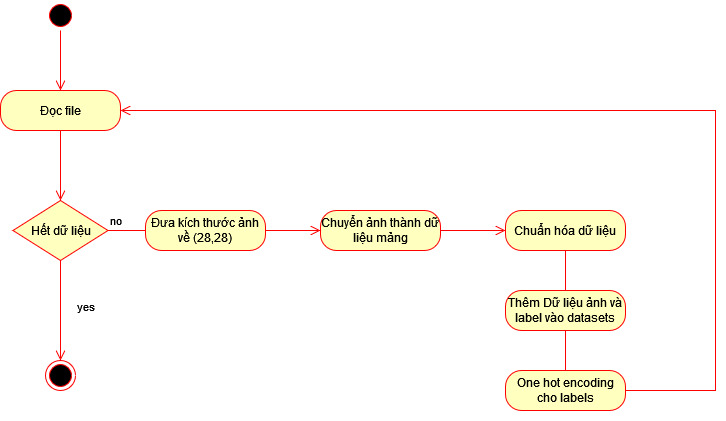 Đọc file
Hết dữ liệu
no
Đưa kích thước ảnh
về (28,28)
Chuyển ảnh thành dữ
liệu mảng
Chuẩn hóa dữ liệu
Thêm Dữ liệu ảnh và
label vào datasets
yes
One hot encoding
cho labels